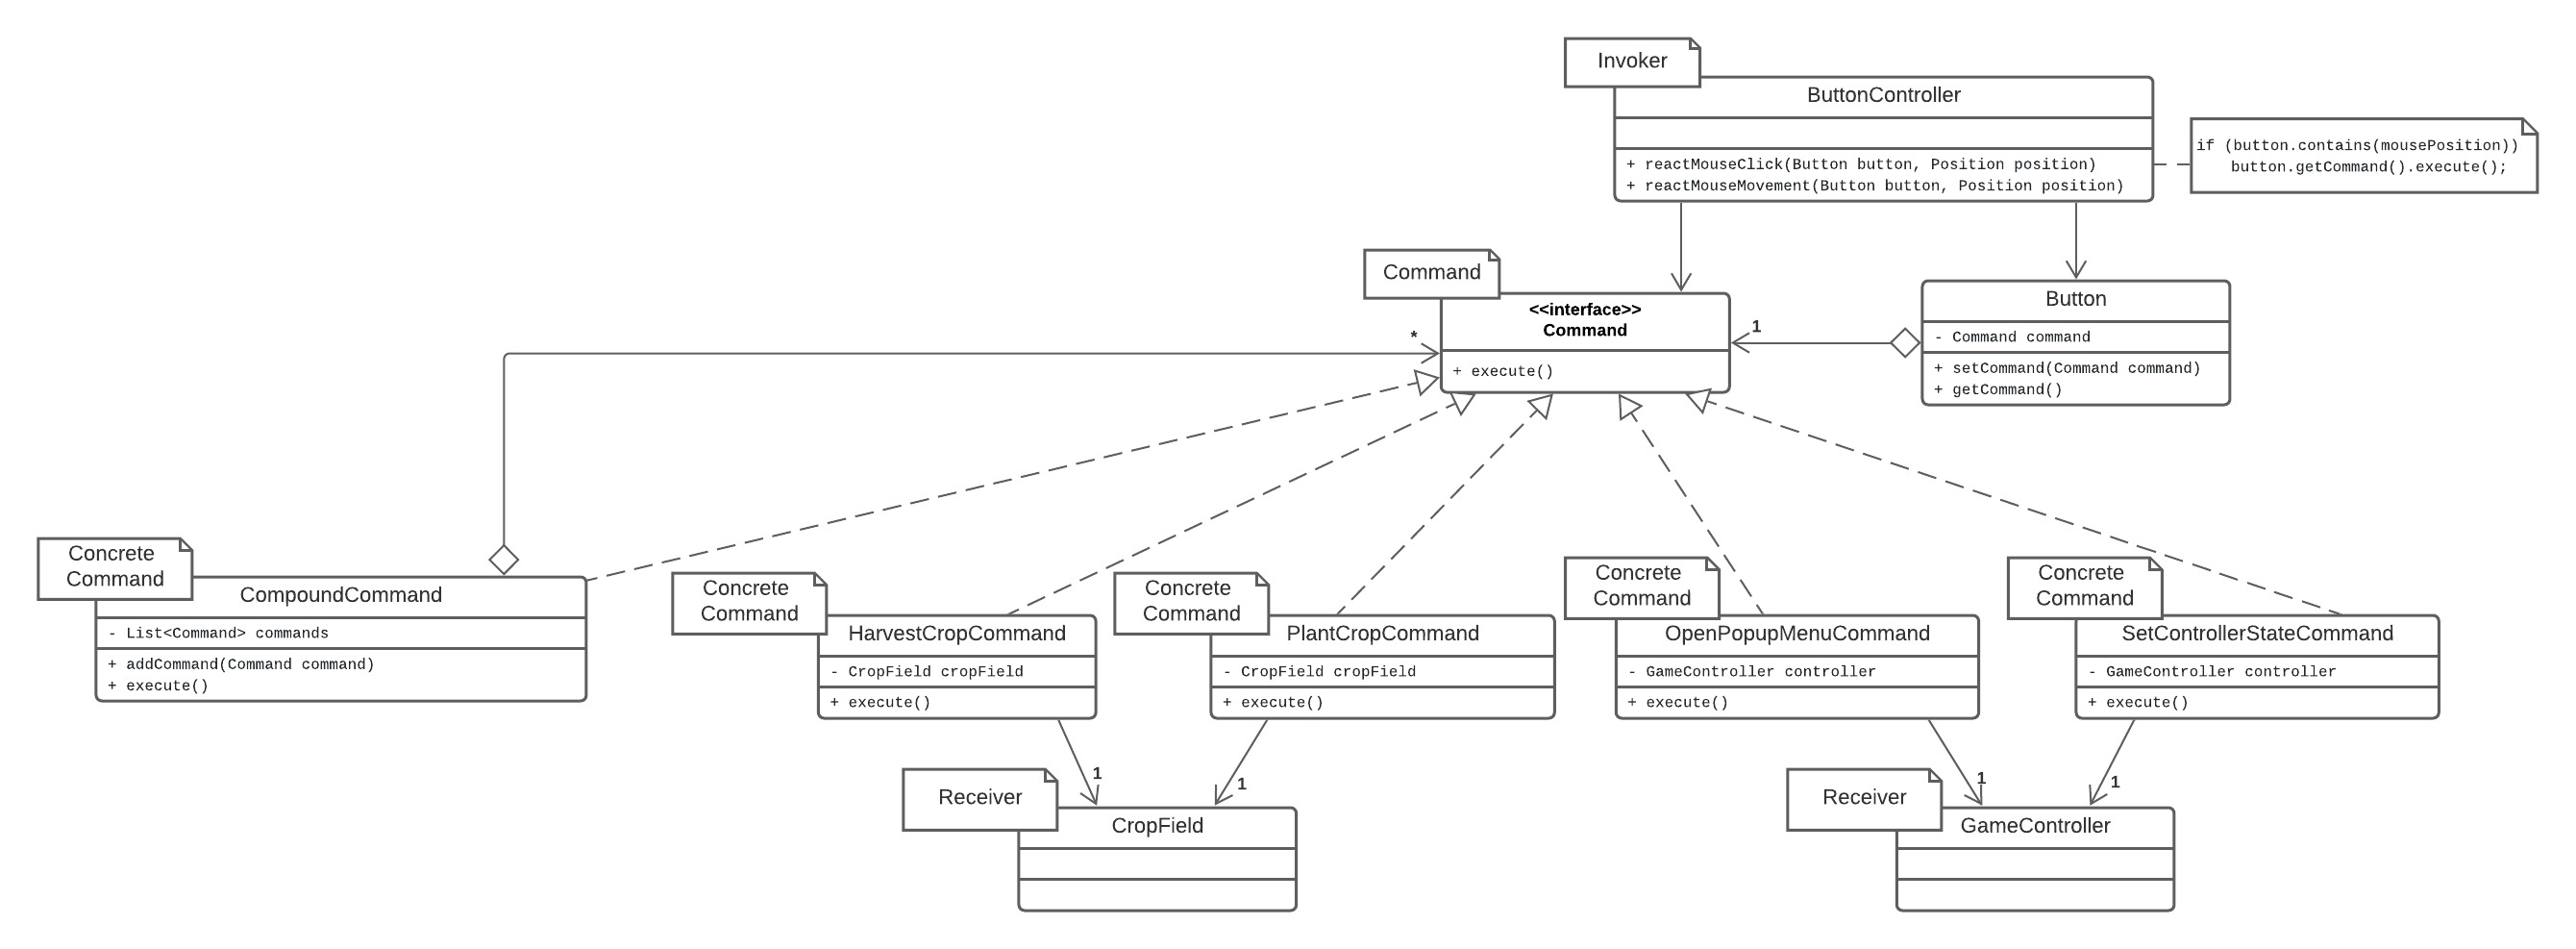 Invoker
ButtonController
+ reactMouseClick(Button button, Position position)
+ reactMouseMovement(Button button, Position position)
if (button.contains(mousePosition))
button.getCommand().execute();
Command
<<interface>>
Command
+ execute()
*
1
Button
- Command command
+ setCommand(Command command)
+ getCommand()
Concrete
Command
CompoundCommand
- List<Command> commands
+ addCommand(Command command)
+ execute()
Concrete
Command
HarvestCropCommand
- CropField cropField
+ execute()
Concrete
Command
PlantCropCommand
- CropField cropField
+ execute()
Concrete
Command
OpenPopupMenuCommand
- GameController controller
+ execute()
Concrete
Command
SetControllerStateCommand
- GameController controller
+ execute()
1
1
Receiver
CropField
1
1
Receiver
GameController